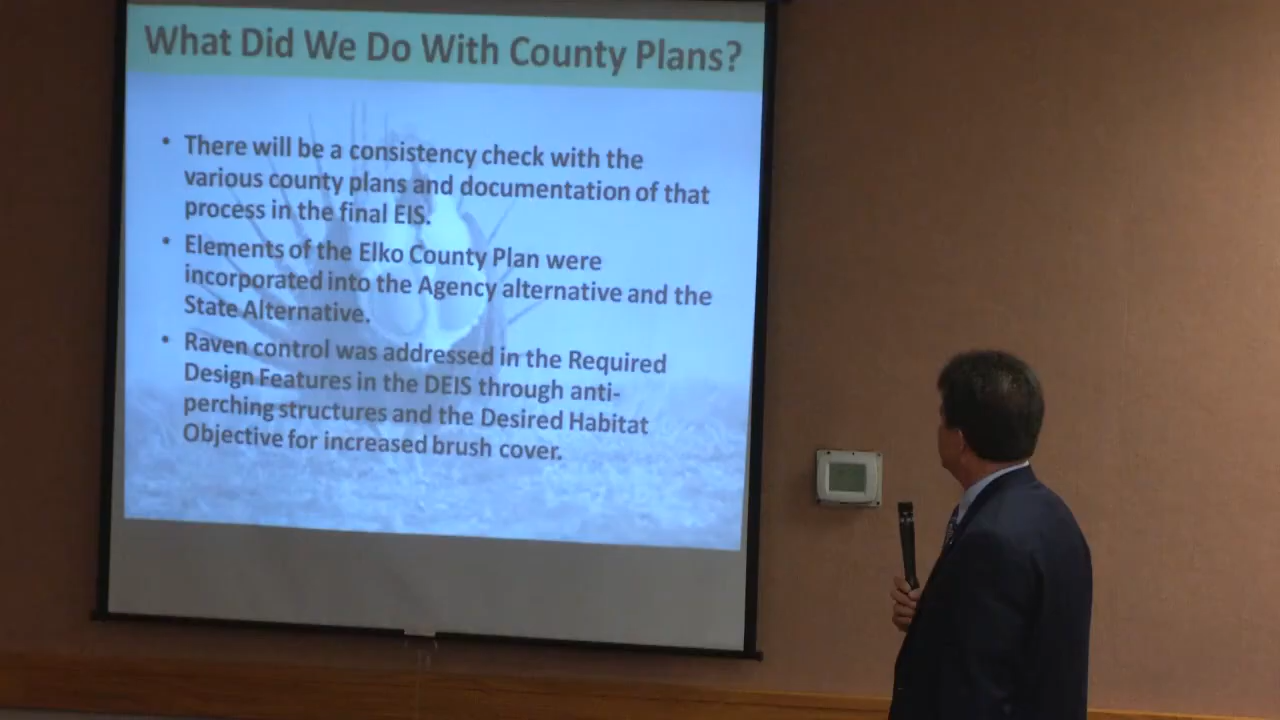 What Did We Do With County Plans?
• There will be a consistency check with the
various county plans and documentation of that
process in the final EIS.
• Elements of the Elko County Plan were
incorporated into the Agency alternative and the
State Alternative.
• Raven control was addressed in the Required
Design Features in the DEIS through anti-
perching structures and the Desired Habitat
Objective for increased brush cover.